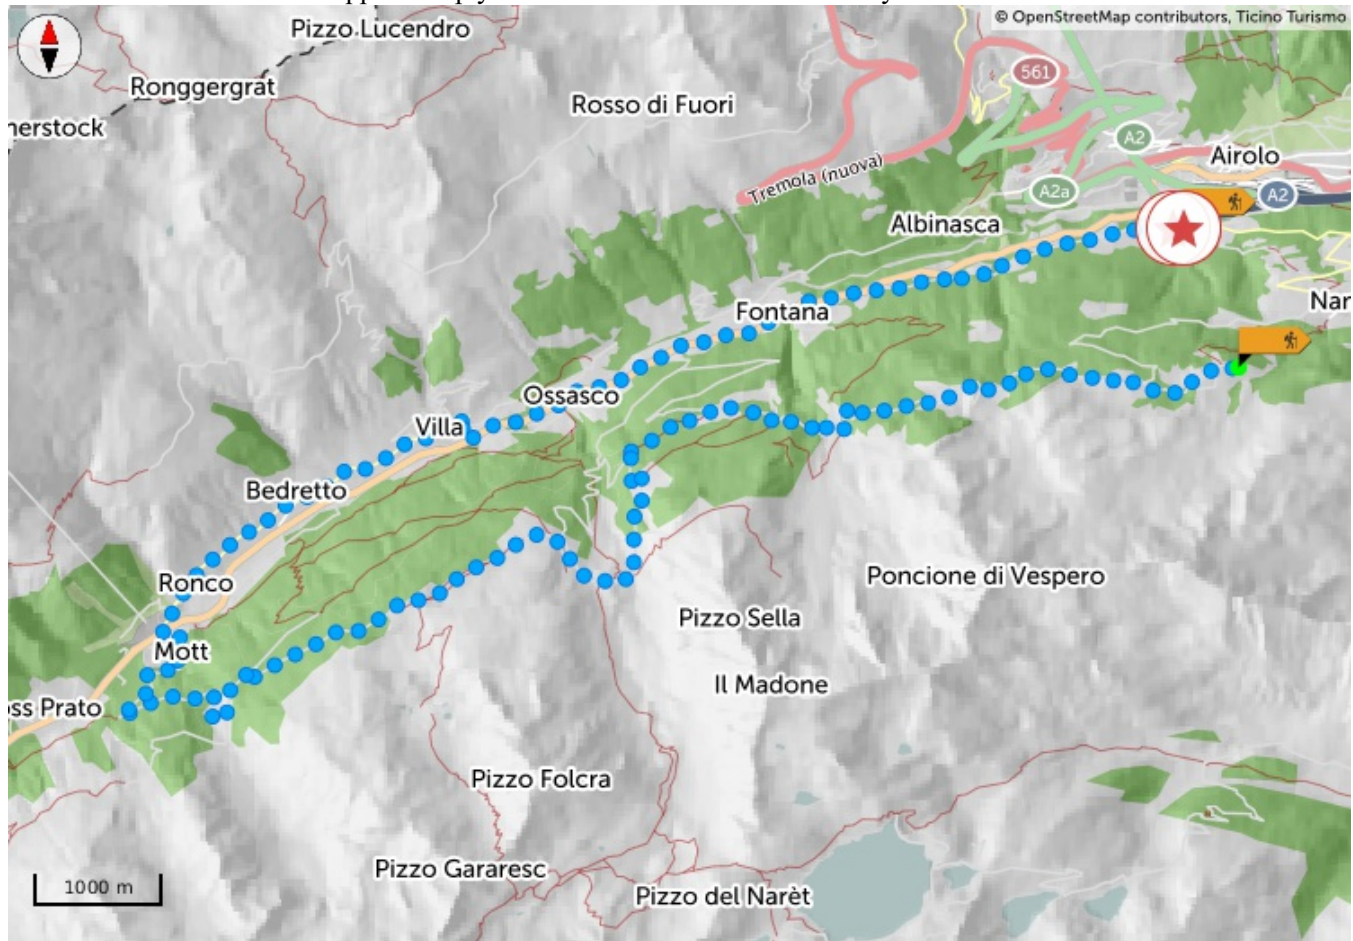 © OpenStreetMap contributors, Ticino Turismo
Pizzo Lucendro
561
Ronggergrat
Rosso di Fuori
nerstock
A2
Airolo
Tremola (nuova)
A2a
A2
Albinasca
Nar
Fontana
Ossasco
Villa
Bedretto
Ronco
Poncione di Vespero
Pizzo Sella
Mott
Il Madone
oss Prato
Pizzo Folcra
Pizzo Gararesc
1000 m
Pizzo del Narèt